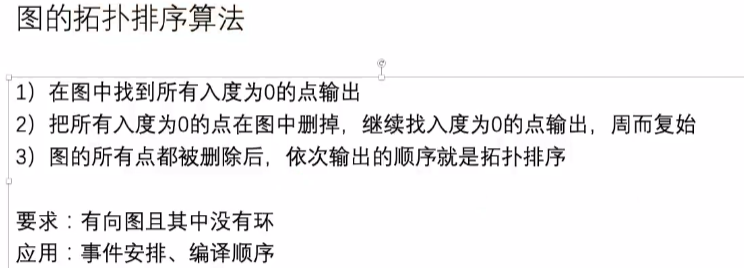 图的拓扑排序算法
1）在图中找到所有入度为0的点输出
2）把所有入度为0的点在图中删掉，继续找入度为0的点输出，周而复始
3）图的所有点都被删除后，依次输出的顺序就是拓扑排序
要求：有向图且其中没有环
应用：事件安排、编译顺序